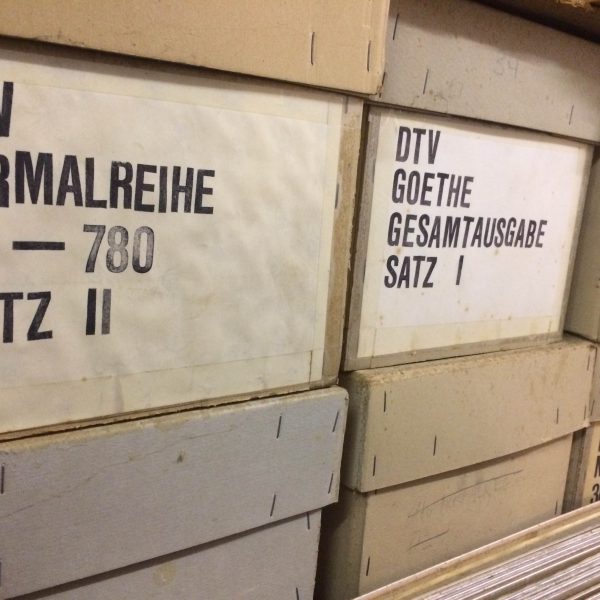 RMALREIHE
— 780
TZ II
DTV
GOETHE
GESAMTAUSGABE
SATZ I